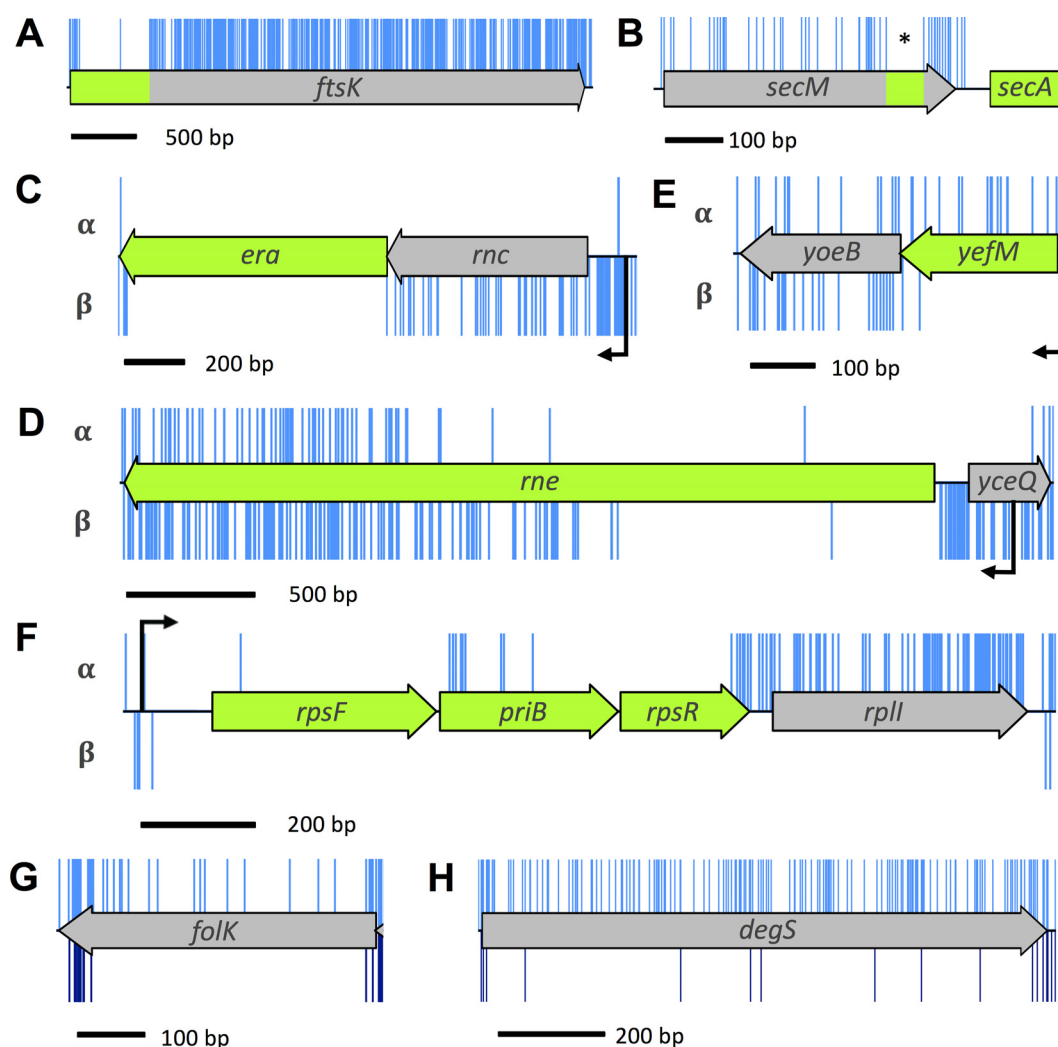 A
ftsK
500 bp
B
*
secM
secA
100 bp
C
α
era
rnc
β
200 bp
E
α
yoeB
yefM
β
100 bp
D
α
rne
yceQ
β
500 bp
F
α
rpsF
priB
rpsR
rplI
β
200 bp
G
folK
100 bp
H
degS
200 bp